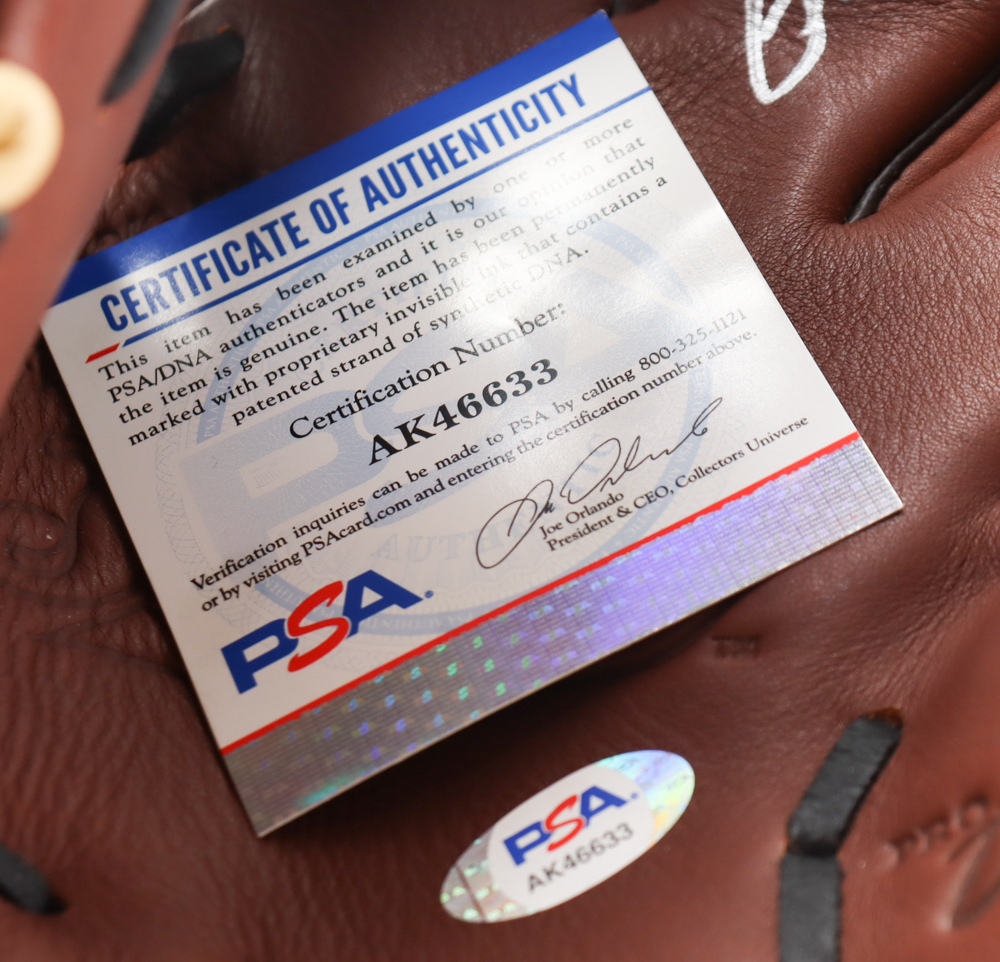 CERTIFICATE OF AUTHENTICITY
This item has been examined by one or more
PSA/DNA authenticators and it is our opinion that
the item is genuine. The item has been permanently
marked with proprietary invisible ink that contains a
patented strand of synthetic DNA.
Certification Number:
AK46633
Verification inquiries can be made to PSA by calling 800-325-1121
or by visiting PSAcard.com and entering the certification number above.
Joe Orlando
President & CEO, Collectors Universe
PSA.
PSA.
AK46633
PRO